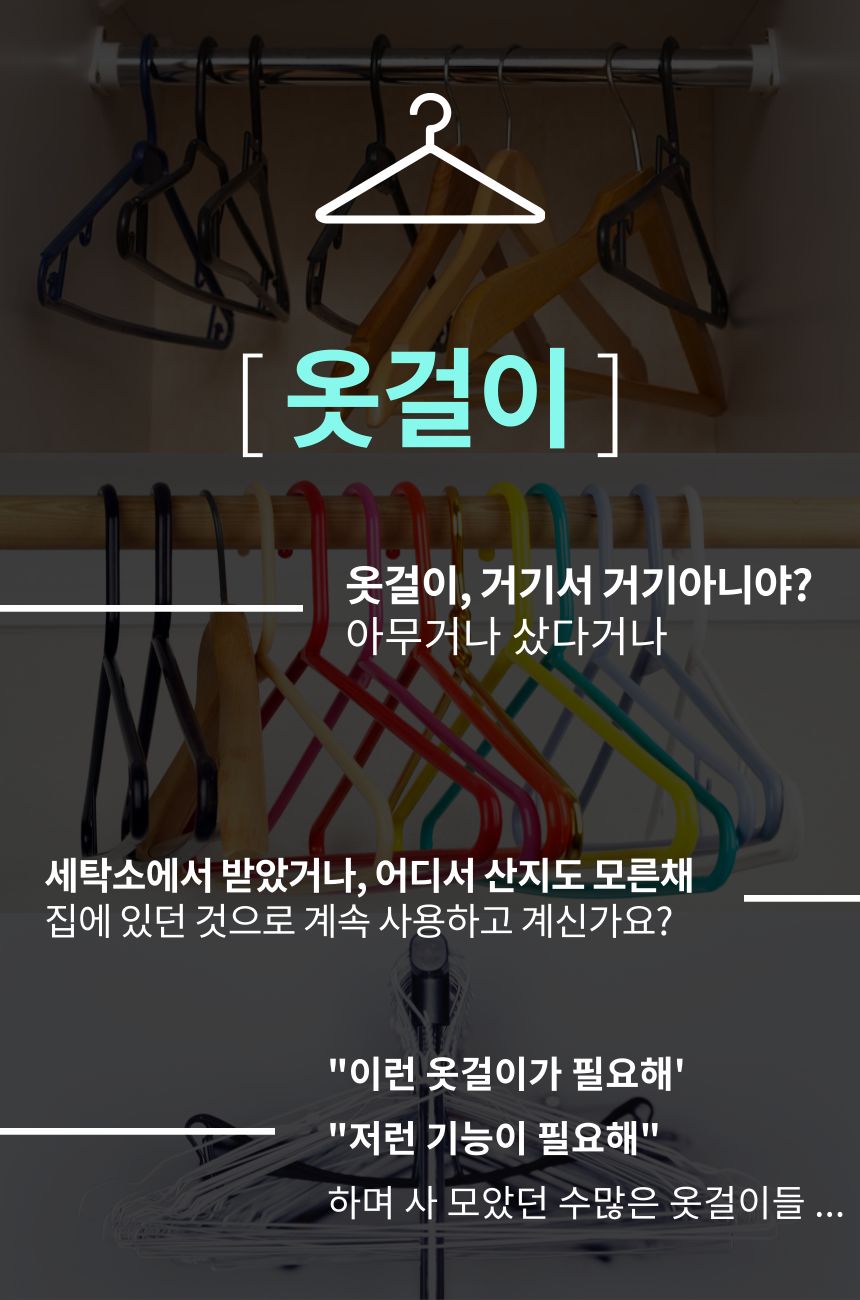 [ 옷걸이 ]
옷걸이, 거기서 거기아니야?
아무거나 샀다거나
세탁소에서 받았거나, 어디서 산지도 모른채
집에 있던 것으로 계속 사용하고 계신가요?
"이런 옷걸이가 필요해'
"저런 기능이 필요해"
하며 사 모았던 수많은 옷걸이들 ...